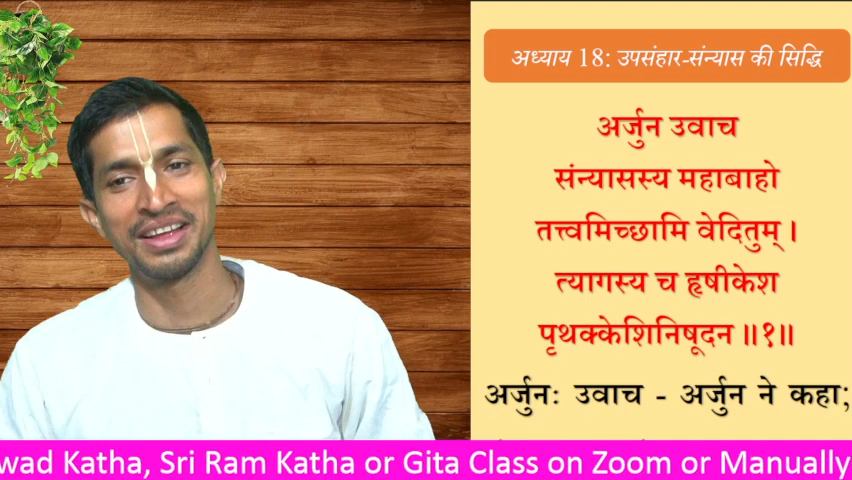 अध्याय 18: उपसंहार-संन्यास की सिद्धि
अर्जुन उवाच
संन्यासस्य महाबाहो
तत्त्वमिच्छामि वेदितुम् ।
त्यागस्य च हृषीकेश
पृथक्केशिनिषूदन ॥१॥
अर्जुनः उवाच - अर्जुन ने कहा;
wad Katha, Sri Ram Katha or Gita Class on Zoom or Manually